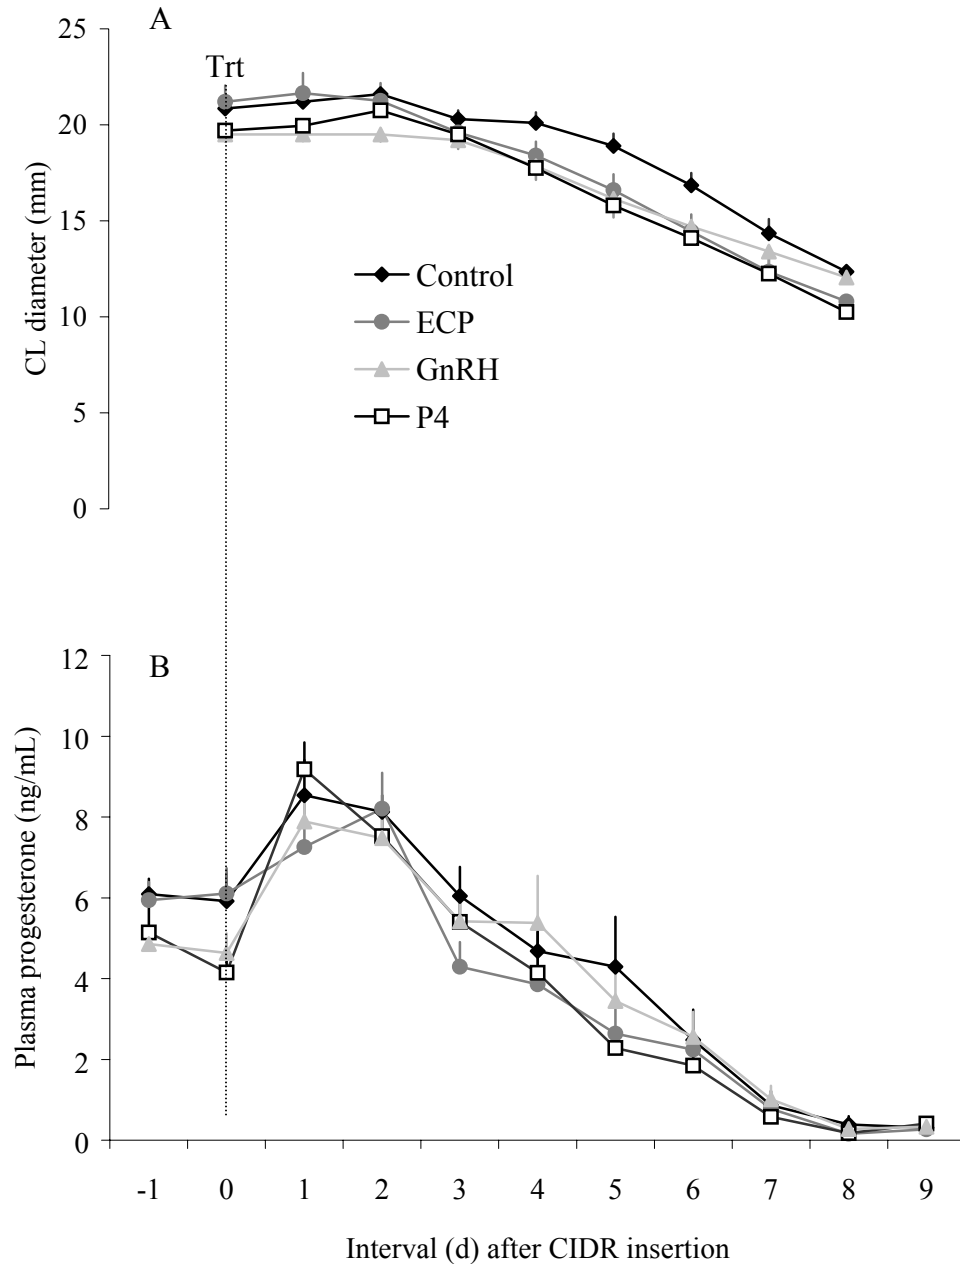 A
25
Trt
20
15
10
5
0
CL diameter (mm)
Control
ECP
GnRH
P4
B
12
10
8
6
4
2
0
Plasma progesterone (ng/mL)
-1 0 1 2 3 4 5 6 7 8 9
Interval (d) after CIDR insertion